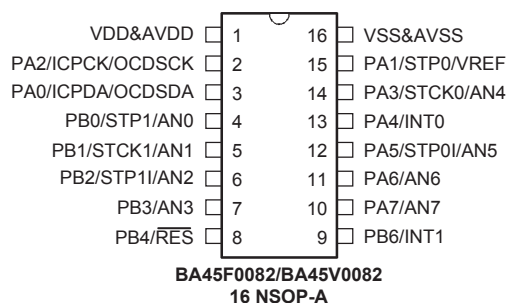 VDD&AVDD 1 16 VSS&AVSS
PA2/ICPCK/OCDSCK 2 15 PA1/STP0/VREF
PA0/ICPDA/OCDSDA 3 14 PA3/STCK0/AN4
PB0/STP1/AN0 4 13 PA4/INT0
PB1/STCK1/AN1 5 12 PA5/STP0I/AN5
PB2/STP1I/AN2 6 11 PA6/AN6
PB3/AN3 7 10 PA7/AN7
PB4/R̅E̅S̅ 8 9 PB6/INT1
BA45F0082/BA45V0082
16 NSOP-A